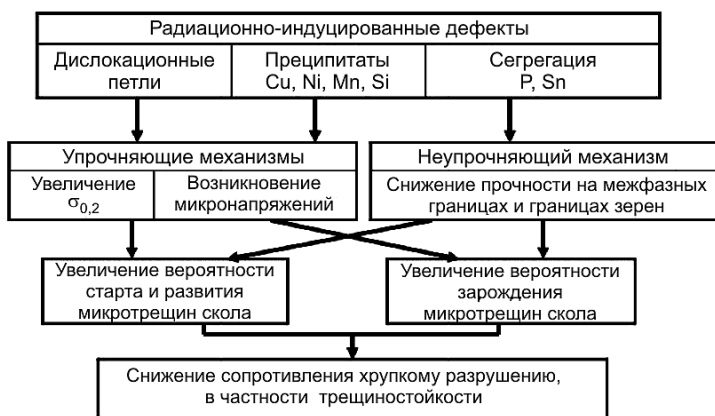 Радиационно-индуцированные дефекты
Дислокационные
петли
Преципитаты
Cu, Ni, Mn, Si
Сегрегация
P, Sn
Упрочняющие механизмы
Увеличение
σ0,2
Возникновение
микронапряжений
Неупрочняющий механизм
Снижение прочности на межфазных
границах и границах зерен
Увеличение вероятности
старта и развития
микротрещин скола
Увеличение вероятности
зарождения
микротрещин скола
Снижение сопротивления хрупкому разрушению,
в частности трещиностойкости